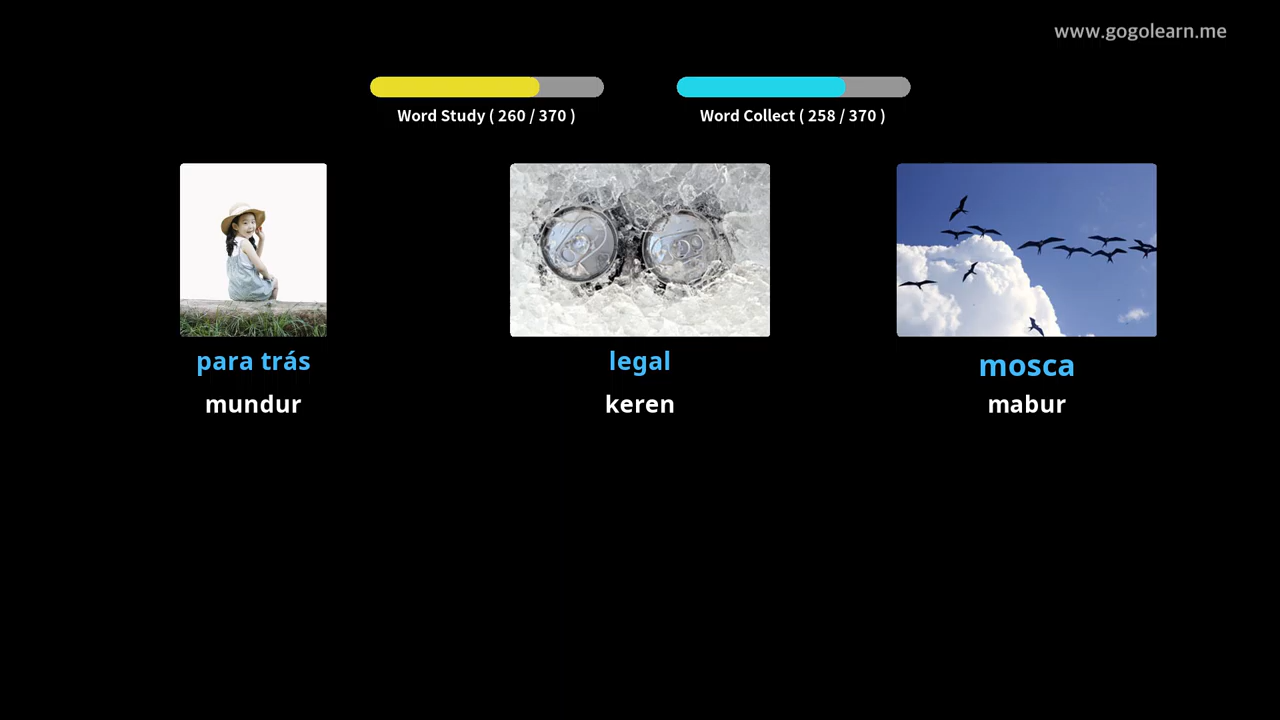 www.gogolearn.me
Word Study ( 260 / 370 )
Word Collect ( 258 / 370 )
para trás
legal
mosca
mundur
keren
mabur